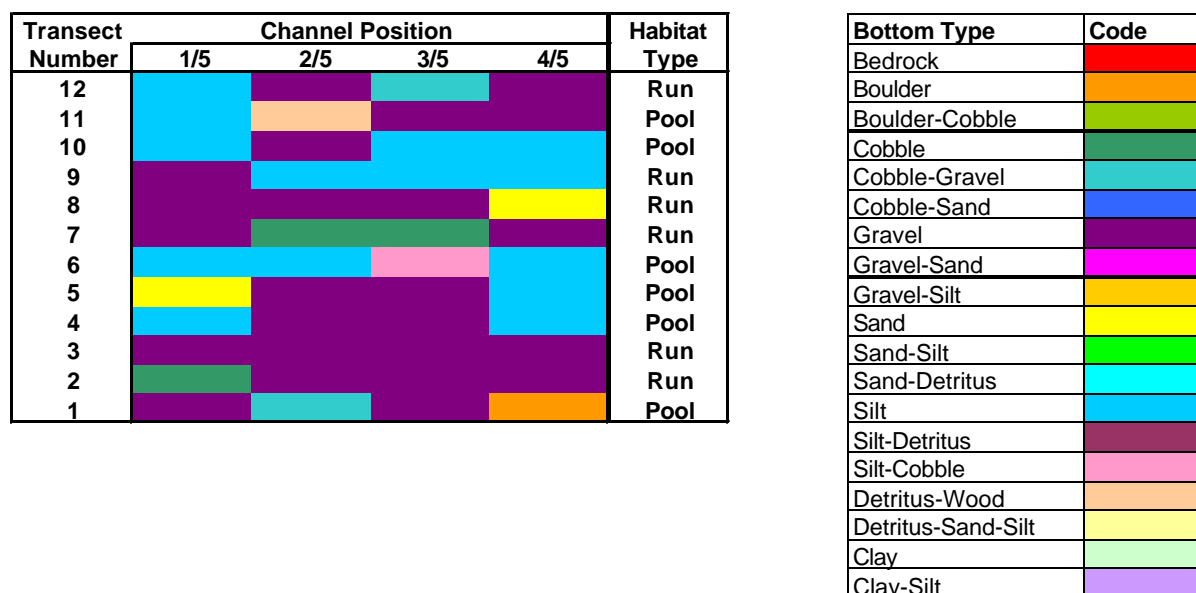 Transect Channel Position Habitat
Number 1/5 2/5 3/5 4/5 Type
12 Run
11 Pool
10 Pool
9 Run
8 Run
7 Run
6 Pool
5 Pool
4 Pool
3 Run
2 Run
1 Pool
Bottom Type Code
Bedrock
Boulder
Boulder-Cobble
Cobble
Cobble-Gravel
Cobble-Sand
Gravel
Gravel-Sand
Gravel-Silt
Sand
Sand-Silt
Sand-Detritus
Silt
Silt-Detritus
Silt-Cobble
Detritus-Wood
Detritus-Sand-Silt
Clay
Clay-Silt